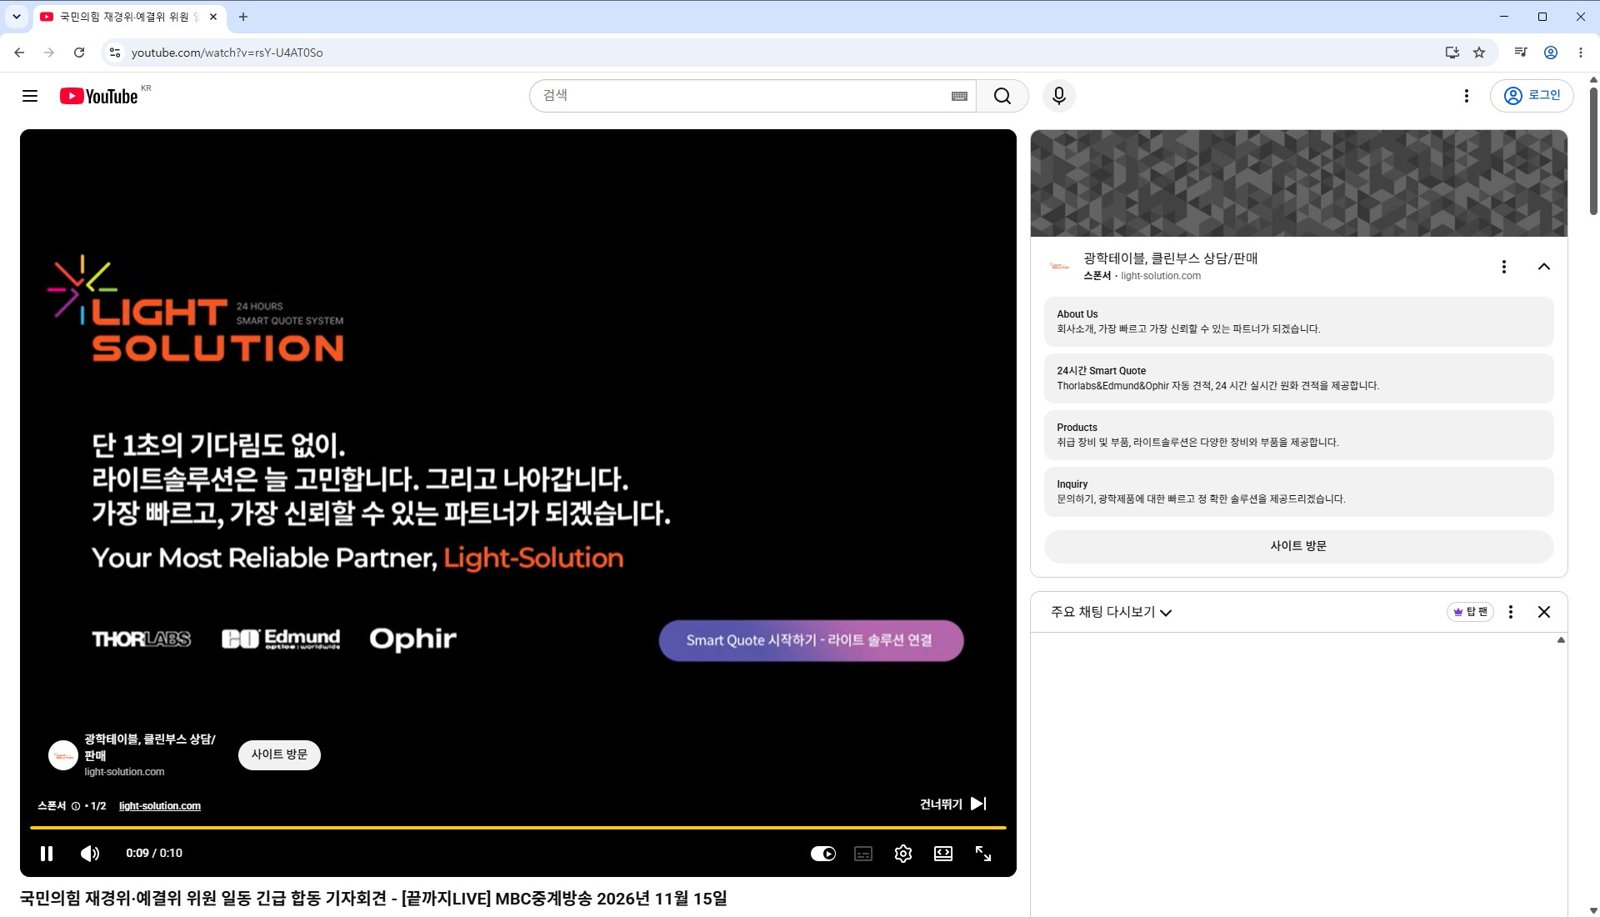 국민의힘 재경위·예결위 위원 일
youtube.com/watch?v=rsY-U4AT0So
YouTube KR
검색
로그인
LIGHT
SOLUTION
24 HOURS
SMART QUOTE SYSTEM
단 1초의 기다림도 없이.
라이트솔루션은 늘 고민합니다. 그리고 나아갑니다.
가장 빠르고, 가장 신뢰할 수 있는 파트너가 되겠습니다.
Your Most Reliable Partner, Light-Solution
THORLABS
EO Edmund
optics | worldwide
Ophir
Smart Quote 시작하기 - 라이트 솔루션 연결
광학테이블, 클린부스 상담/
판매
light-solution.com
사이트 방문
스폰서 • 1/2 light-solution.com
건너뛰기
0:09 / 0:10
국민의힘 재경위·예결위 위원 일동 긴급 합동 기자회견 - [끝까지LIVE] MBC중계방송 2026년 11월 15일
광학테이블, 클린부스 상담/판매
스폰서 · light-solution.com
About Us
회사소개, 가장 빠르고 가장 신뢰할 수 있는 파트너가 되겠습니다.
24시간 Smart Quote
Thorlabs&Edmund&Ophir 자동 견적, 24 시간 실시간 원화 견적을 제공합니다.
Products
취급 장비 및 부품, 라이트솔루션은 다양한 장비와 부품을 제공합니다.
Inquiry
문의하기, 광학제품에 대한 빠르고 정 확한 솔루션을 제공드리겠습니다.
사이트 방문
주요 채팅 다시보기
탑 팬